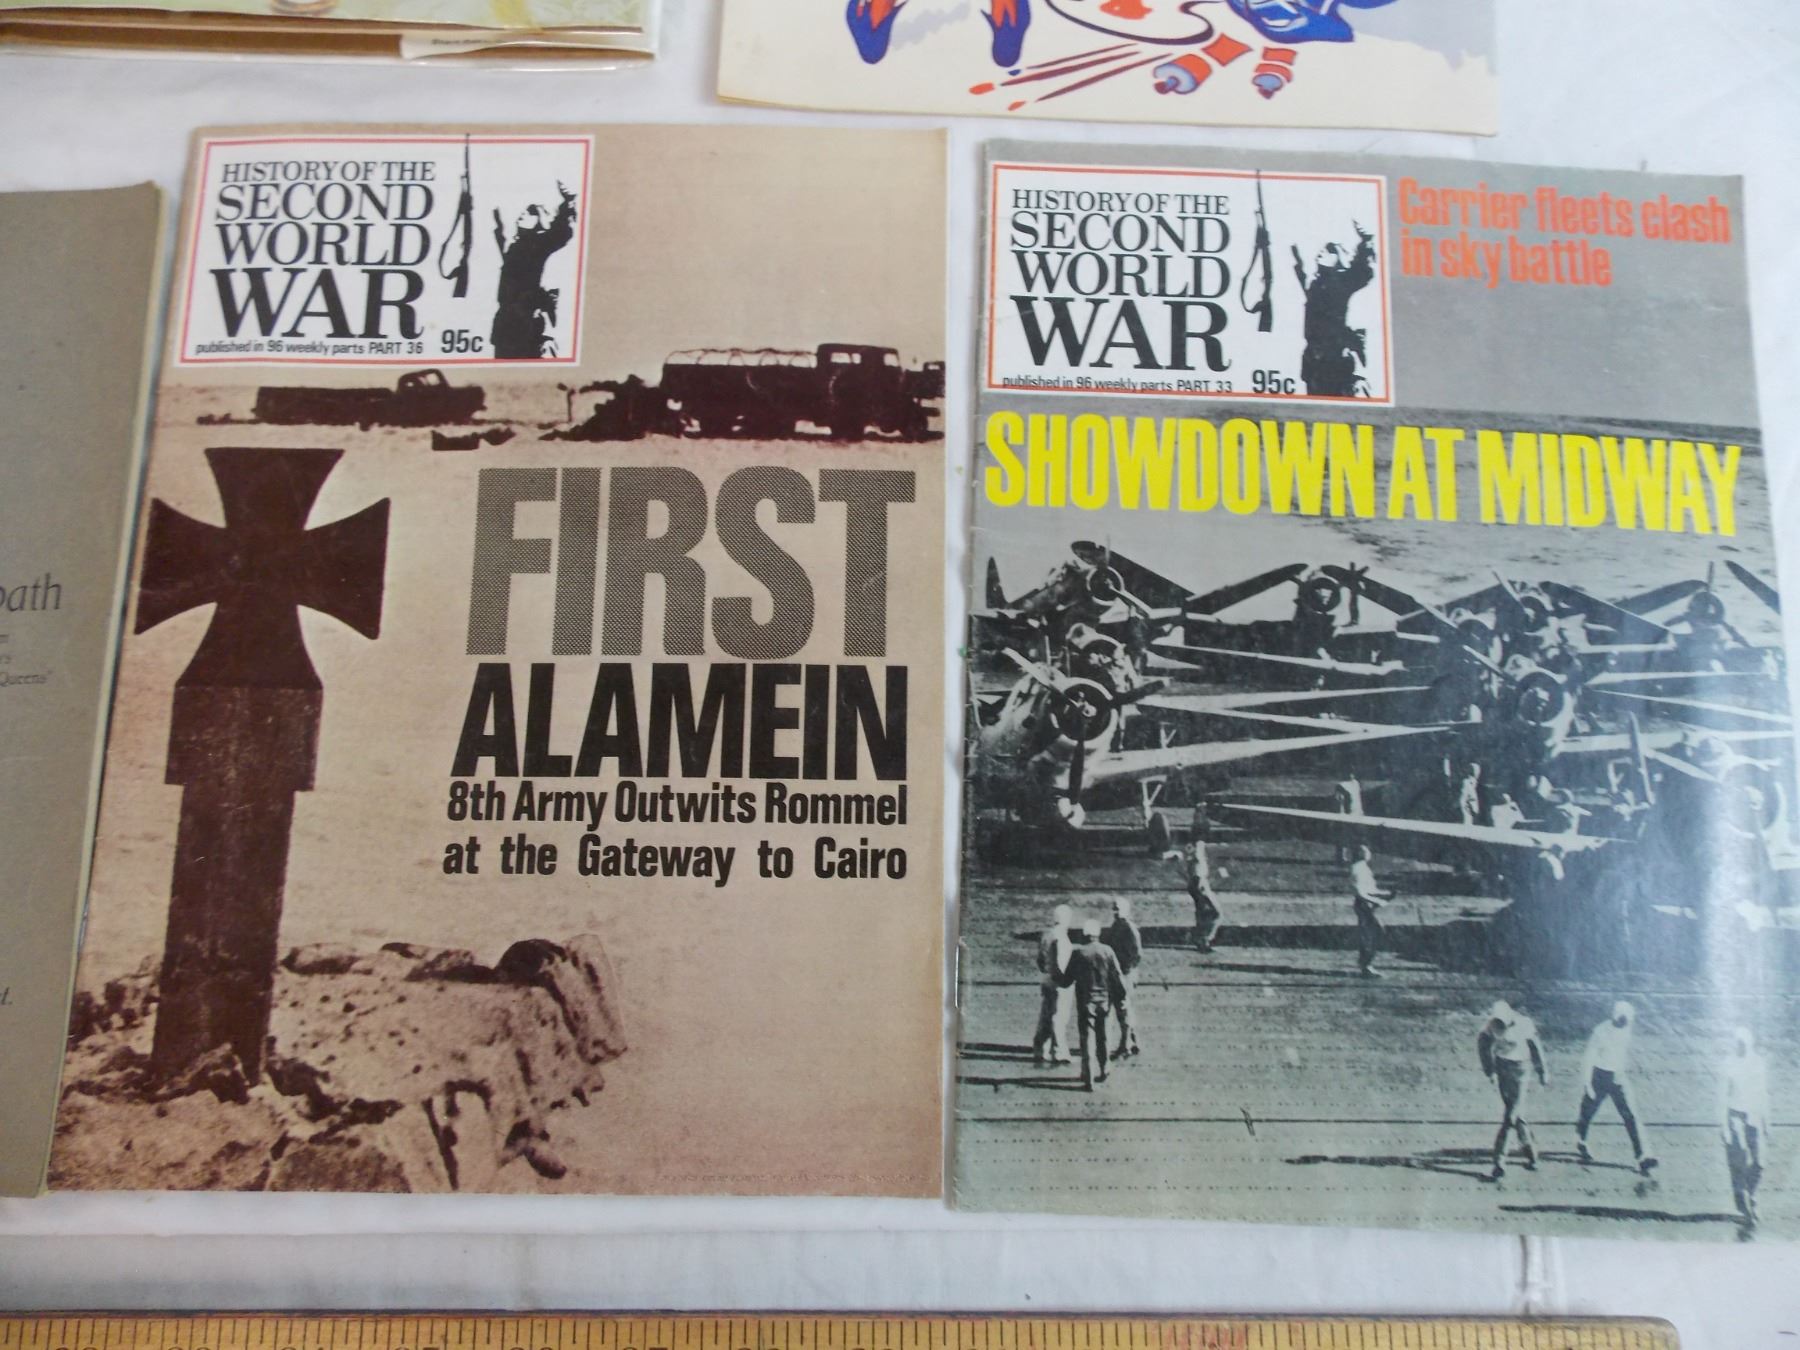 HISTORY OF THE
SECOND
WORLD
WAR
published in 96 weekly parts PART 36 95c
FIRST
ALAMEIN
8th Army Outwits Rommel
at the Gateway to Cairo
HISTORY OF THE
SECOND
WORLD
WAR
published in 96 weekly parts PART 33 95c
Carrier fleets clash
in sky battle
SHOWDOWN AT MIDWAY
Queens"